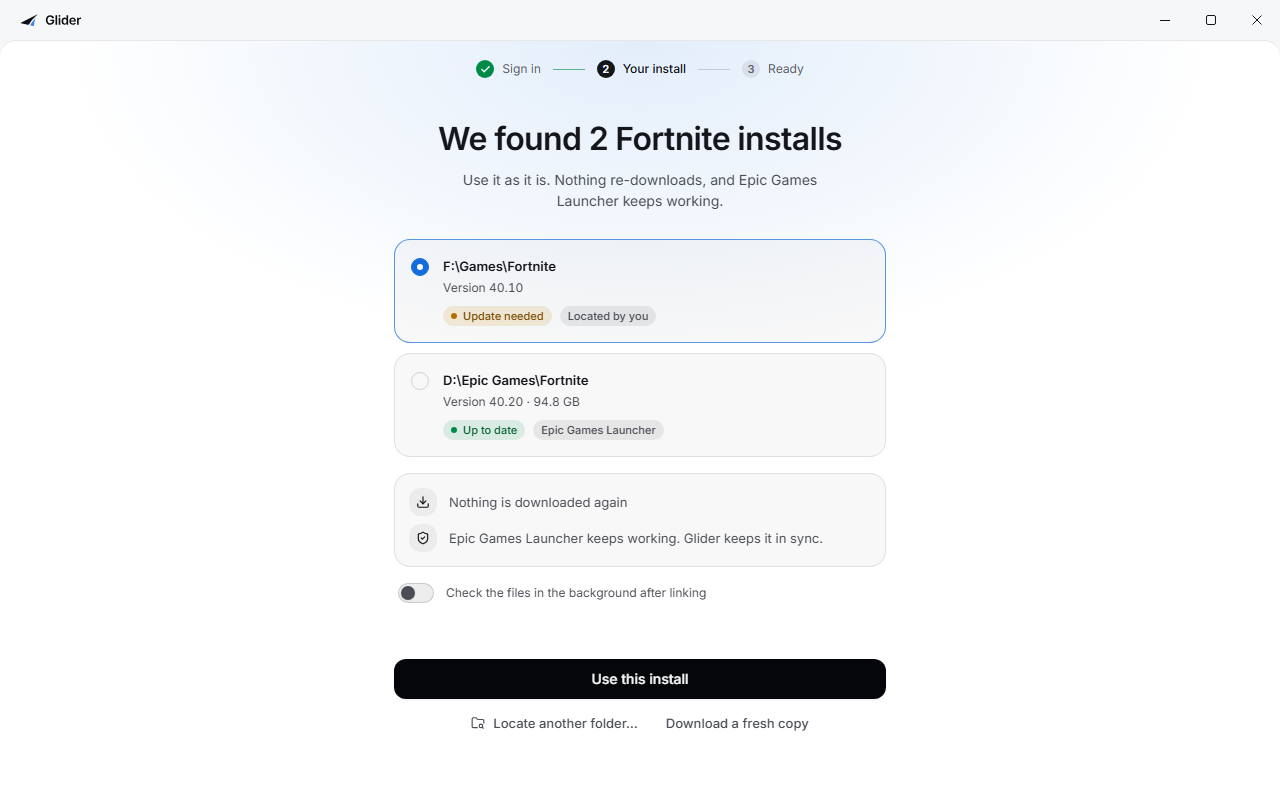 Glider
Sign in
2
Your install
3
Ready
We found 2 Fortnite installs
Use it as it is. Nothing re-downloads, and Epic Games
Launcher keeps working.
F:\Games\Fortnite
Version 40.10
Update needed
Located by you
D:\Epic Games\Fortnite
Version 40.20 · 94.8 GB
Up to date
Epic Games Launcher
Nothing is downloaded again
Epic Games Launcher keeps working. Glider keeps it in sync.
Check the files in the background after linking
Use this install
Locate another folder...
Download a fresh copy